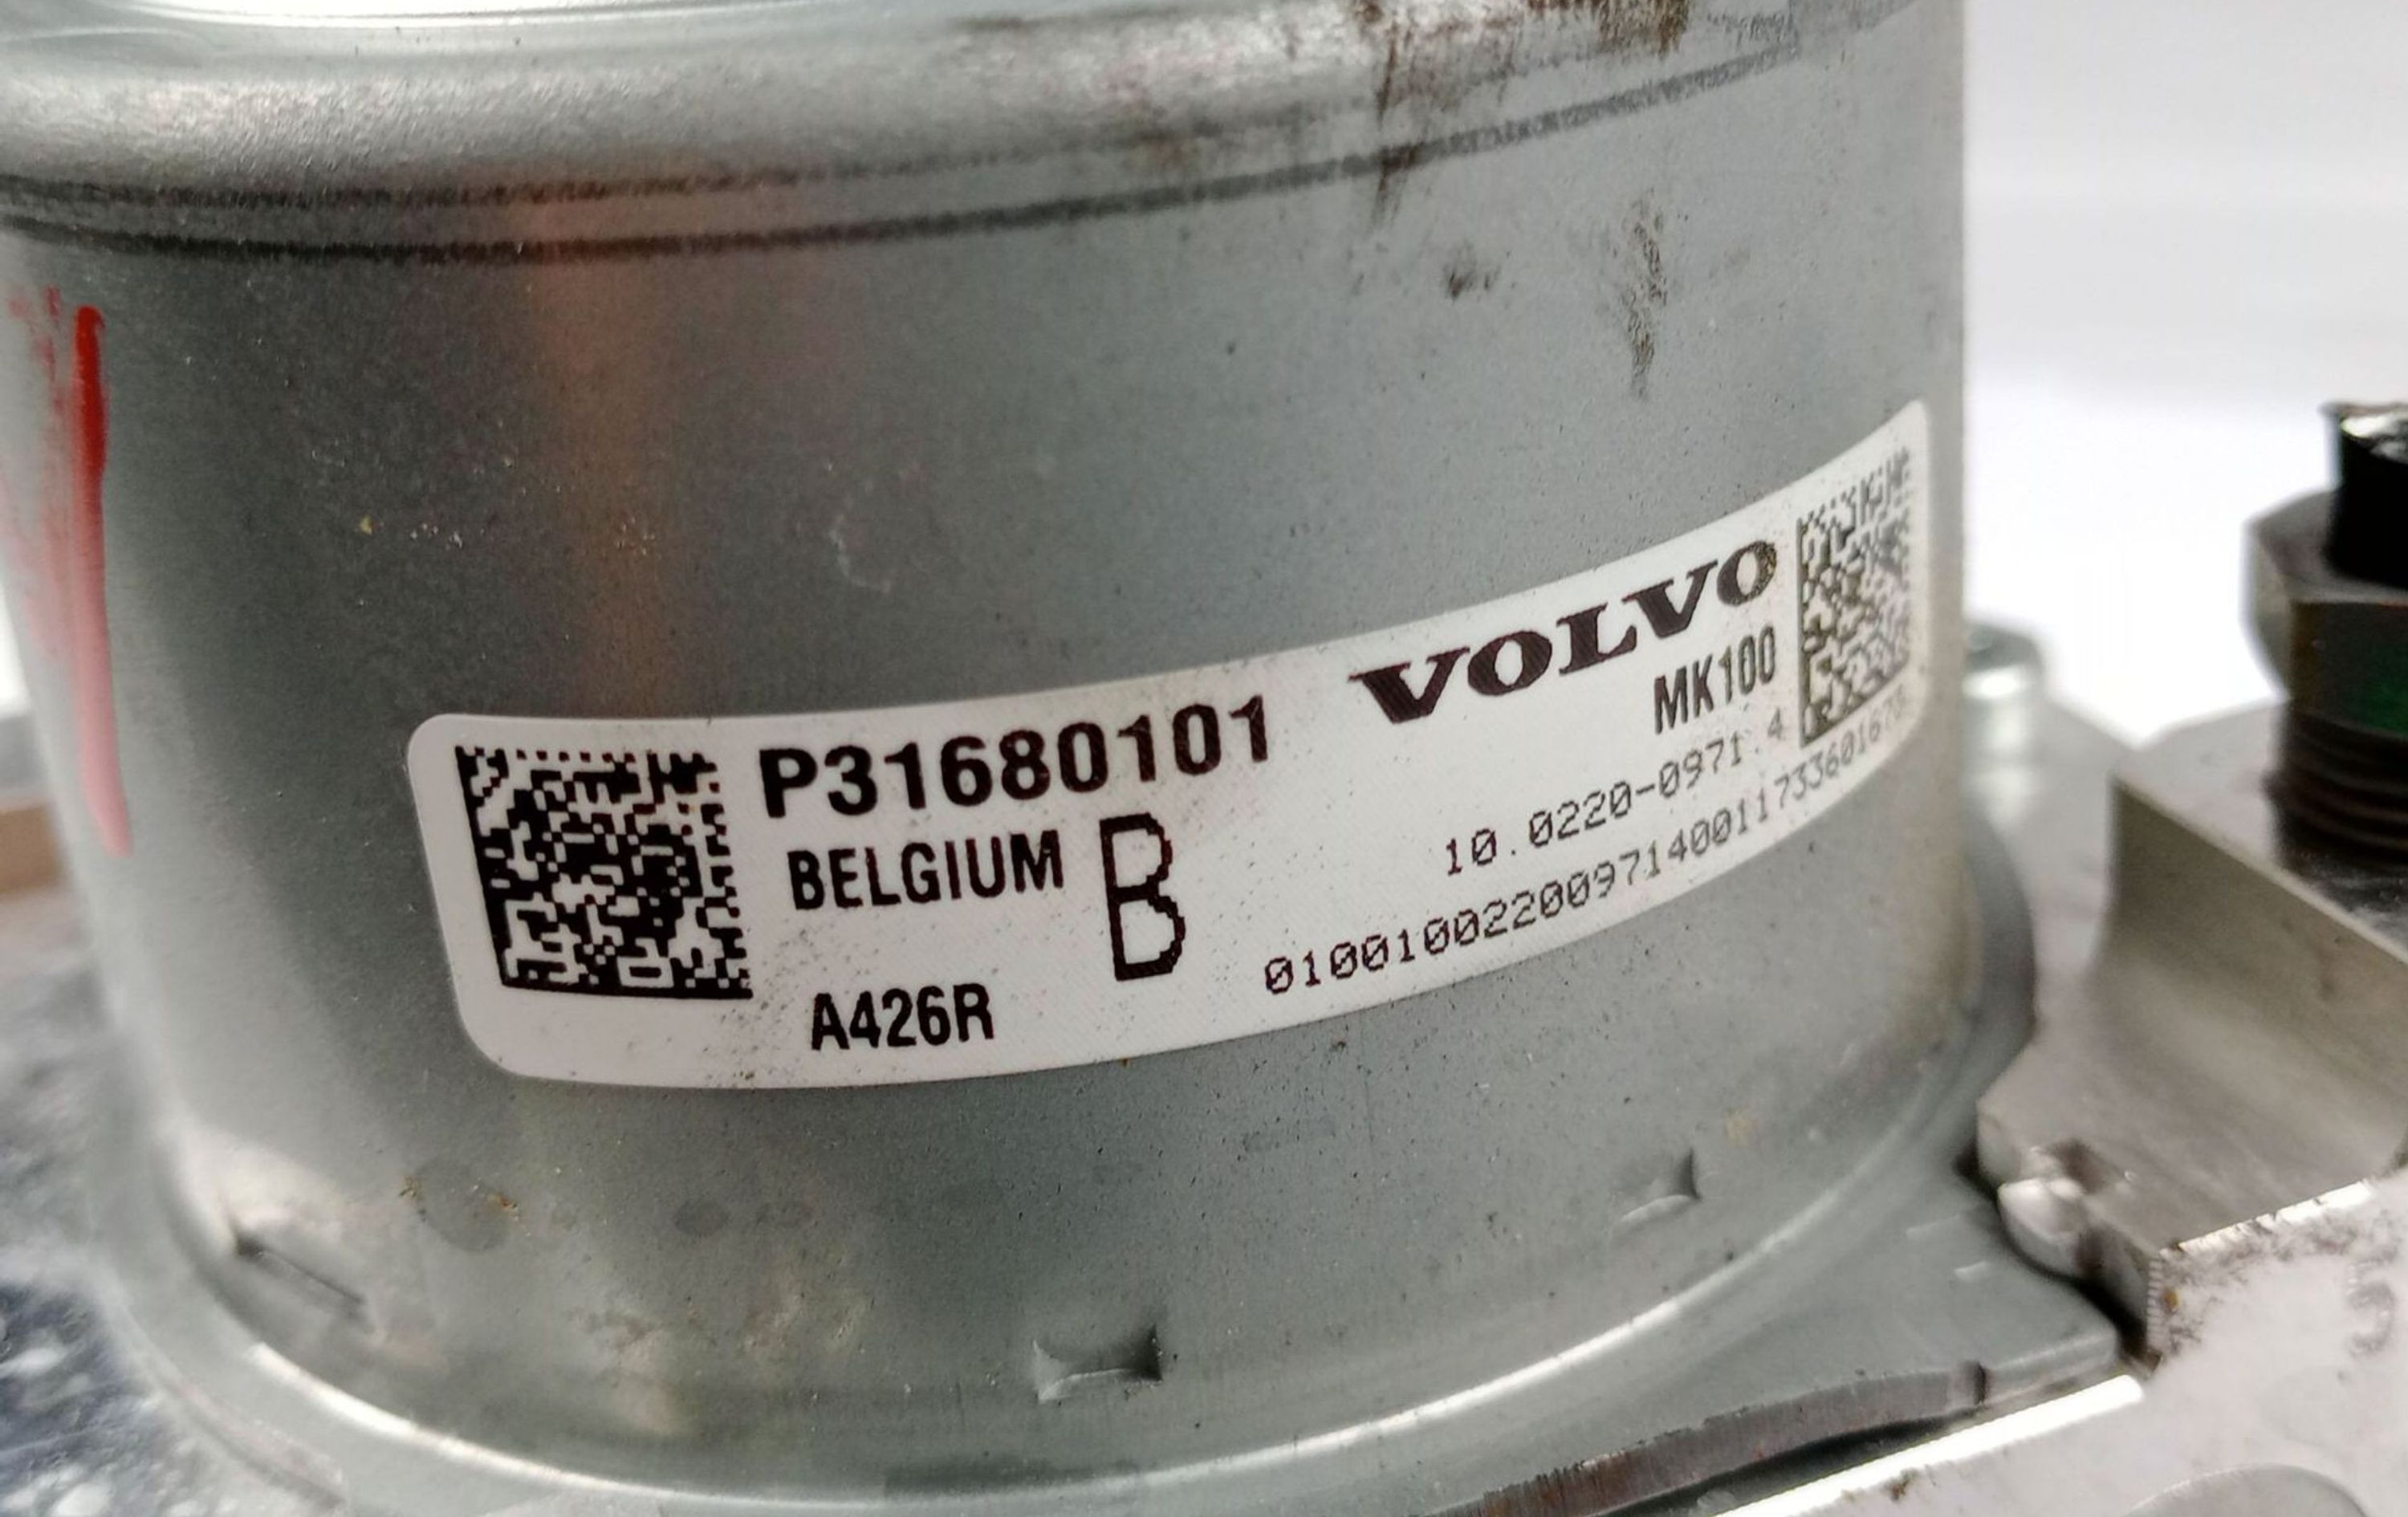 P31680101
BELGIUM B
A426R
VOLVO
MK100
10.0220-0971.4